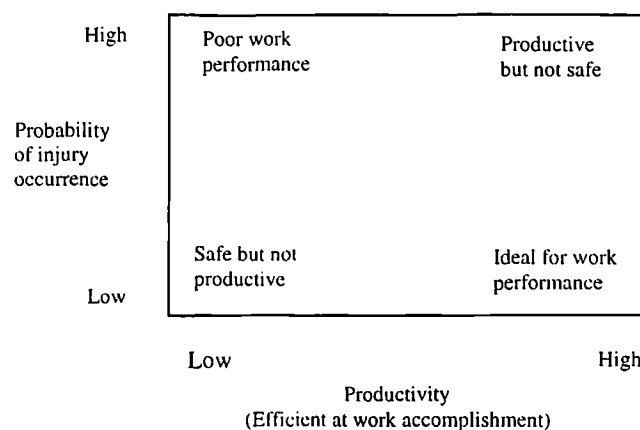 High
Poor work
performance
Productive
but not safe
Probability
of injury
occurrence
Safe but not
productive
Ideal for work
performance
Low
Low
High
Productivity
(Efficient at work accomplishment)